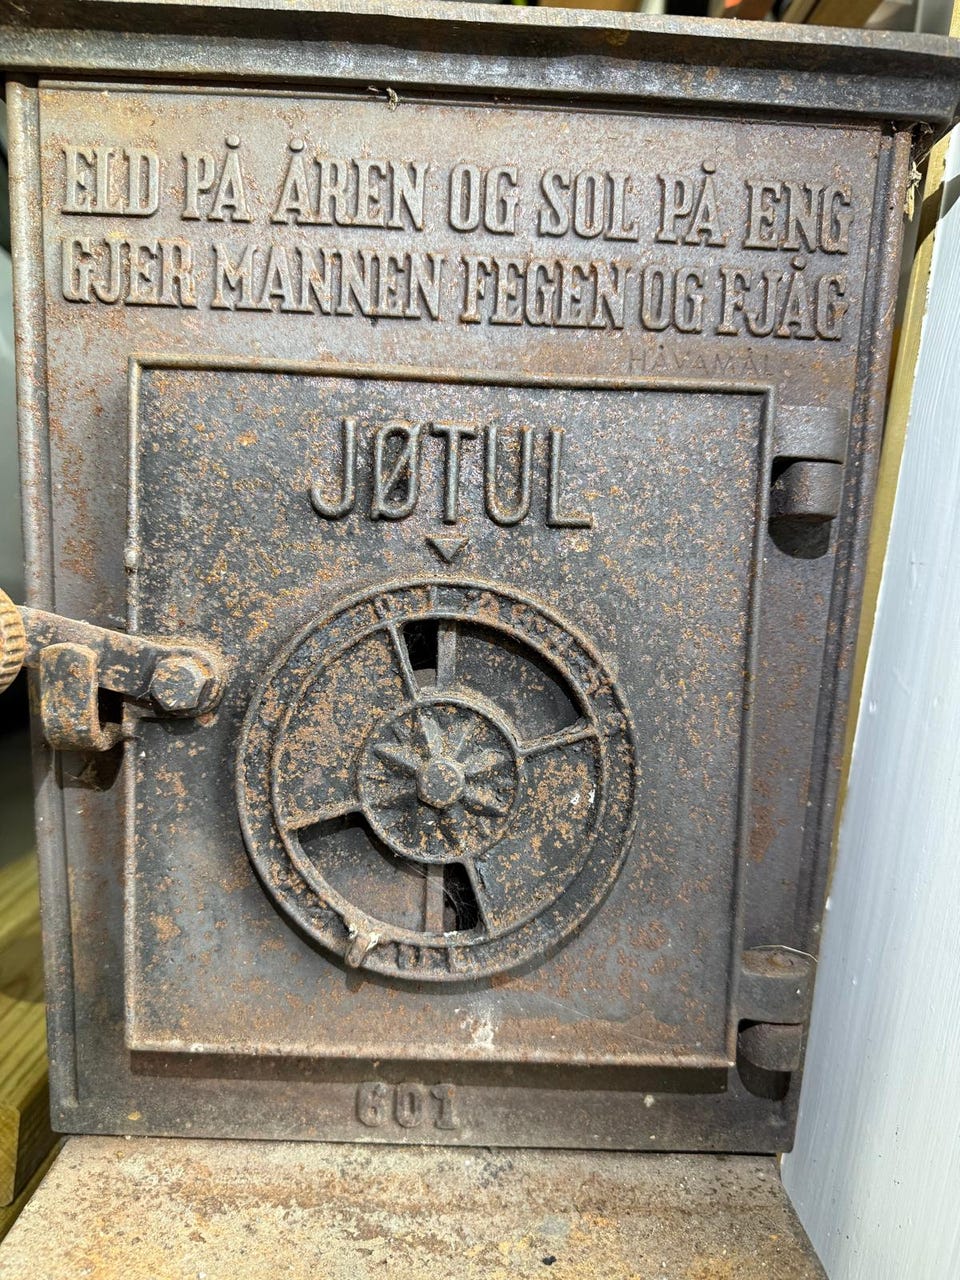 ELD PÅ ÅREN OG SOL PÅ ENG
GJER MANNEN FEGEN OG FJÅG
HÅVAMÅL
JØTUL
601